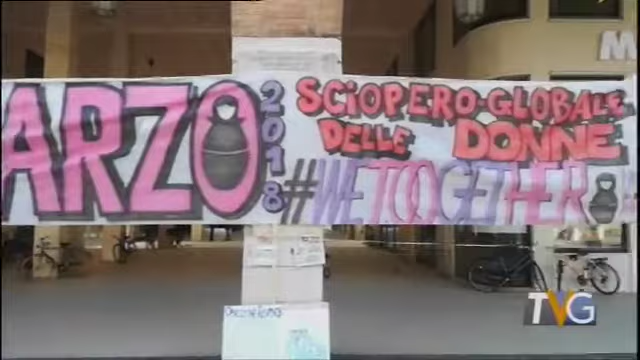 ARZO
2018
SCIOPERO-GLOBALE
DELLE DONNE
#WETOOGETHER
M
TVG